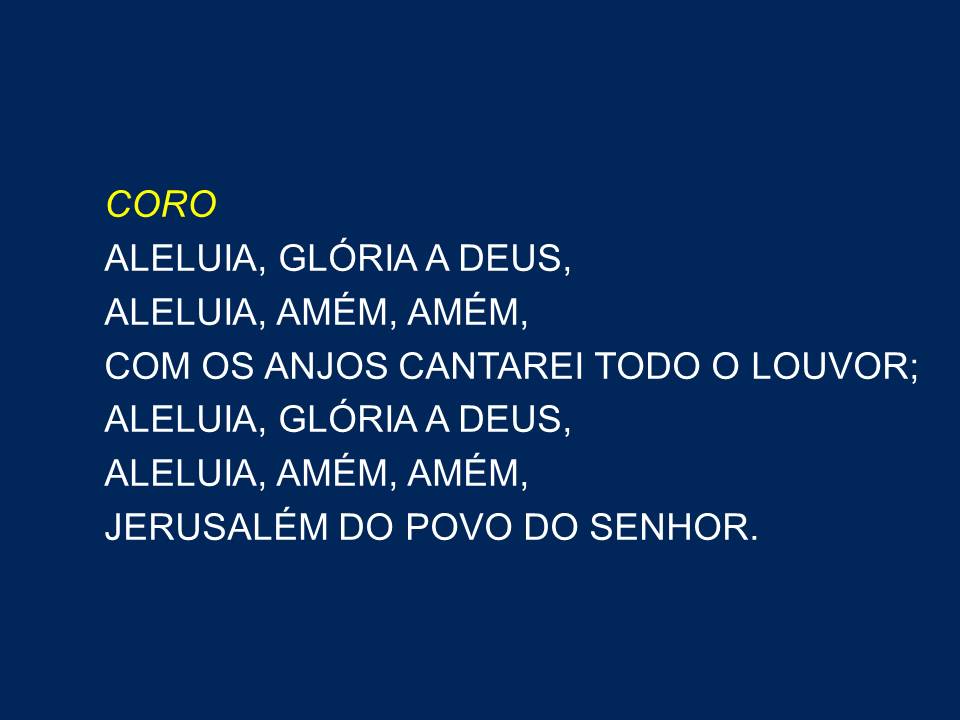 CORO
ALELUIA, GLÓRIA A DEUS,
ALELUIA, AMÉM, AMÉM,
COM OS ANJOS CANTAREI TODO O LOUVOR;
ALELUIA, GLÓRIA A DEUS,
ALELUIA, AMÉM, AMÉM,
JERUSALÉM DO POVO DO SENHOR.